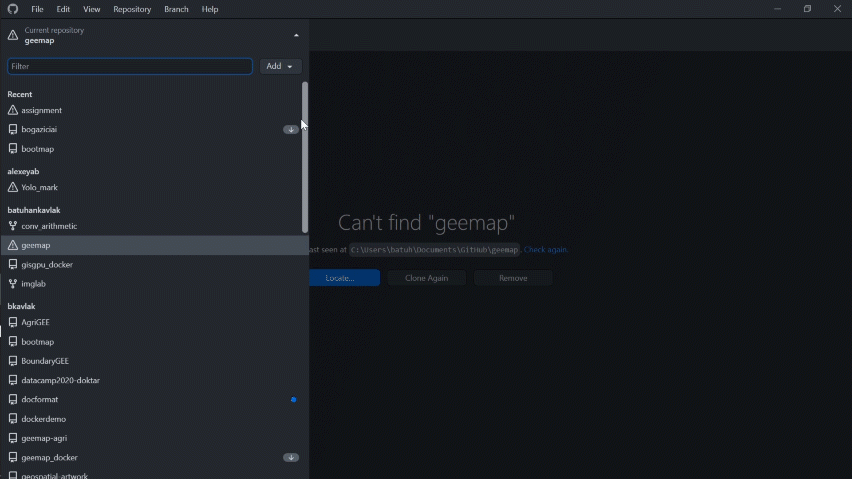 File Edit View Repository Branch Help
Current repository
geemap
Filter
Add
Recent
assignment
bogaziciai
bootmap
alexeyab
Yolo_mark
batuhankavlak
conv_arithmetic
geemap
gisgpu_docker
imglab
bkavlak
AgriGEE
bootmap
BoundaryGEE
datacamp2020-doktar
docformat
dockerdemo
geemap-agri
geemap_docker
geospatial-artwork
Can't find "geemap"
ast seen at C:\Users\batuh\Documents\GitHub\geemap. Check again.
Locate... Clone Again Remove